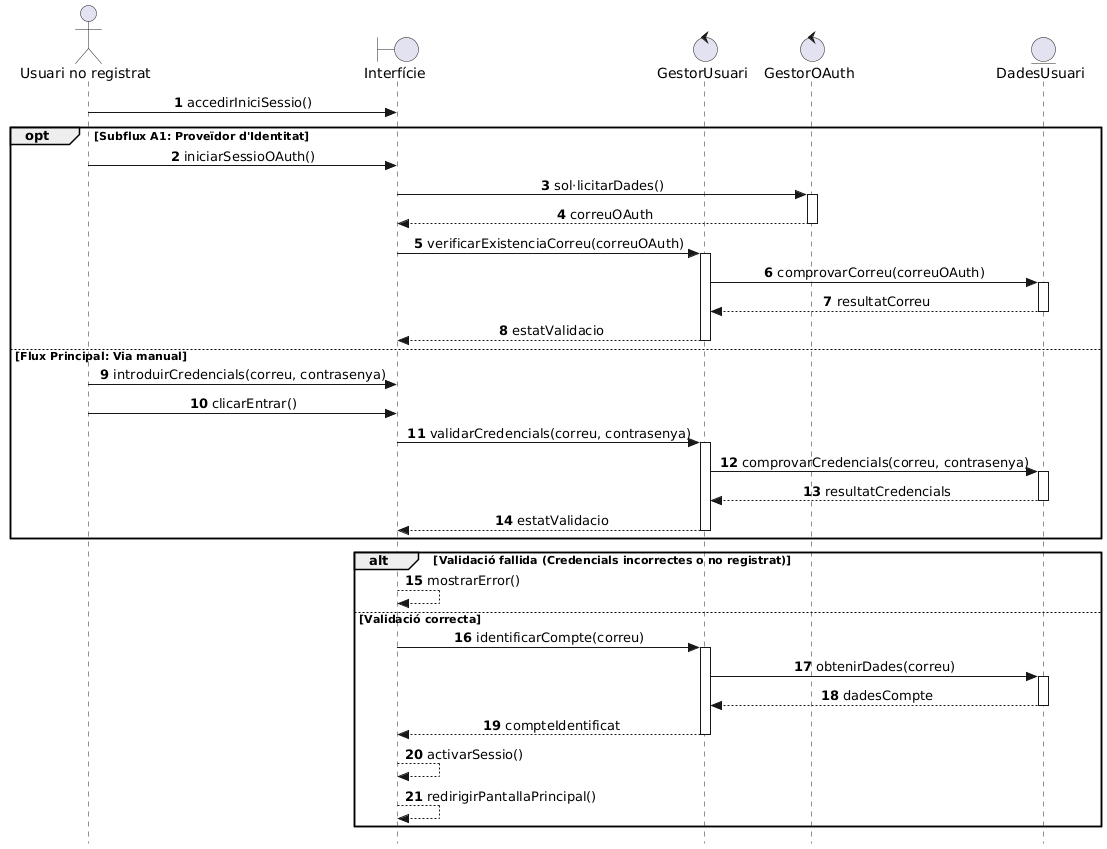 Usuari no registrat
Interfície
GestorUsuari
GestorOAuth
DadesUsuari
1 accedirIniciSessio()
opt [Subflux A1: Proveïdor d'Identitat]
2 iniciarSessioOAuth()
3 sol·licitarDades()
4 correuOAuth
5 verificarExistenciaCorreu(correuOAuth)
6 comprovarCorreu(correuOAuth)
7 resultatCorreu
8 estatValidacio
[Flux Principal: Via manual]
9 introduirCredencials(correu, contrasenya)
10 clicarEntrar()
11 validarCredencials(correu, contrasenya)
12 comprovarCredencials(correu, contrasenya)
13 resultatCredencials
14 estatValidacio
alt [Validació fallida (Credencials incorrectes o no registrat)]
15 mostrarError()
[Validació correcta]
16 identificarCompte(correu)
17 obtenirDades(correu)
18 dadesCompte
19 compteIdentificat
20 activarSessio()
21 redirigirPantallaPrincipal()